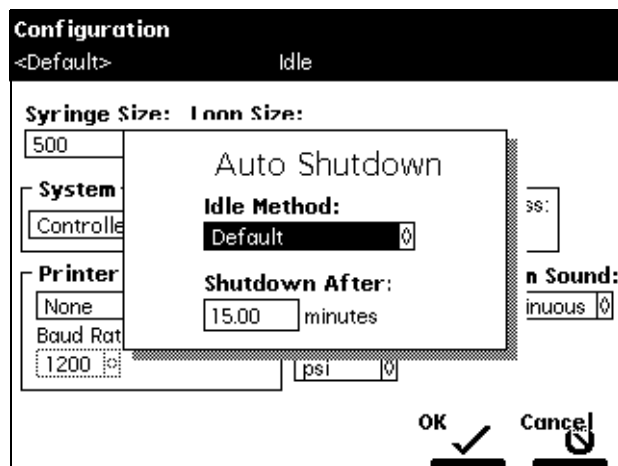 Configuration
<Default> Idle
Syringe Size: Loop Size:
500
Auto Shutdown
System
Idle Method:
ss:
Controlle
Default
Printer
Shutdown After:
n Sound:
None
15.00 minutes
inuous
Baud Rat
1200
psi
OK Cancel